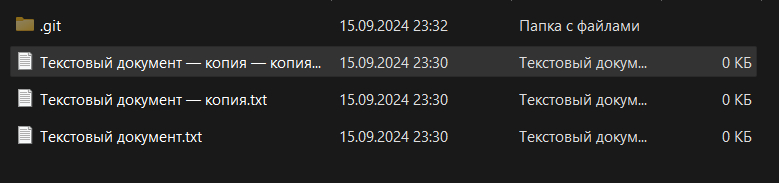 .git 15.09.2024 23:32 Папка с файлами
Текстовый документ — копия — копия... 15.09.2024 23:30 Текстовый докум... 0 КБ
Текстовый документ — копия.txt 15.09.2024 23:30 Текстовый докум... 0 КБ
Текстовый документ.txt 15.09.2024 23:30 Текстовый докум... 0 КБ